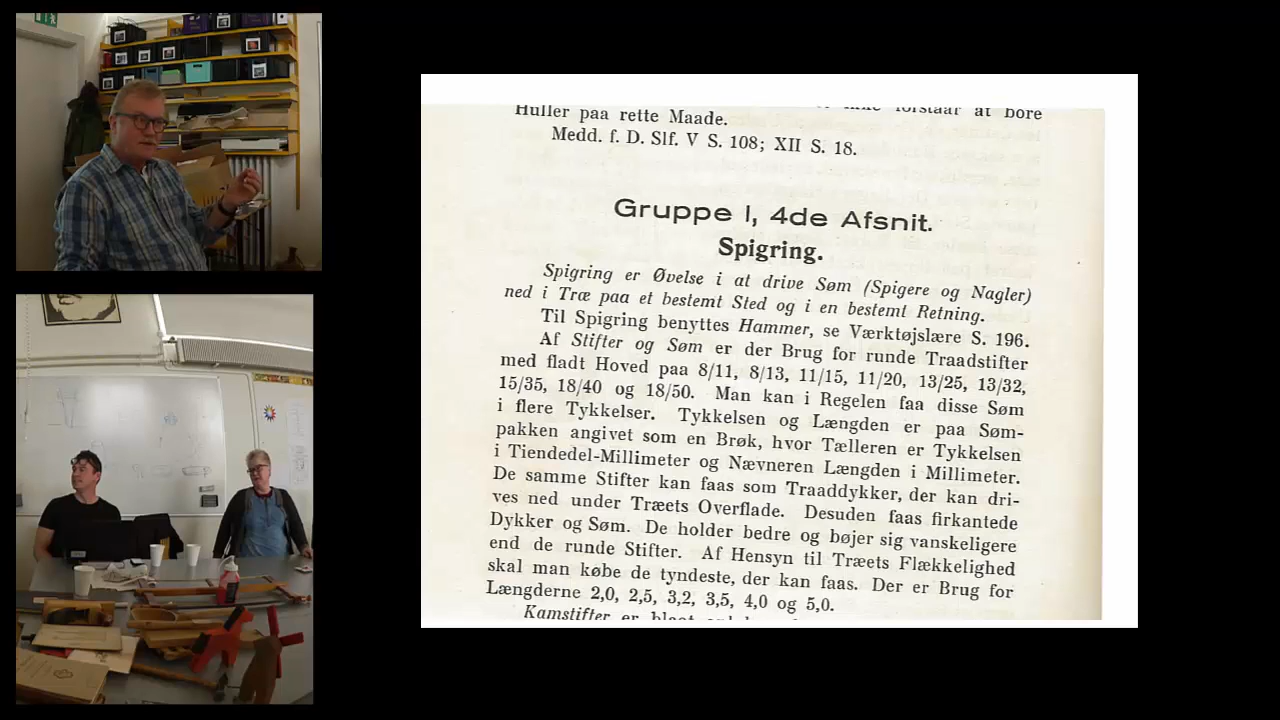 forstaar at bore
Huller paa rette Maade.
Medd. f. D. Slf. V S. 108; XII S. 18.
Gruppe I, 4de Afsnit.
Spigring.
Spigring er Øvelse i at drive Søm (Spigere og Nagler)
ned i Træ paa et bestemt Sted og i en bestemt Retning.
Til Spigring benyttes Hammer, se Værktøjslære S. 196.
Af Stifter og Søm er der Brug for runde Traadstifter
med fladt Hoved paa 8/11, 8/13, 11/15, 11/20, 13/25, 13/32,
15/35, 18/40 og 18/50. Man kan i Regelen faa disse Søm
i flere Tykkelser. Tykkelsen og Længden er paa Søm-
pakken angivet som en Brøk, hvor Tælleren er Tykkelsen
i Tiendedel-Millimeter og Nævneren Længden i Millimeter.
De samme Stifter kan faas som Traaddykker, der kan dri-
ves ned under Træets Overflade. Desuden faas firkantede
Dykker og Søm. De holder bedre og bøjer sig vanskeligere
end de runde Stifter. Af Hensyn til Træets Flækkelighed
skal man købe de tyndeste, der kan faas. Der er Brug for
Længderne 2,0, 2,5, 3,2, 3,5, 4,0 og 5,0.
Kamstifter er